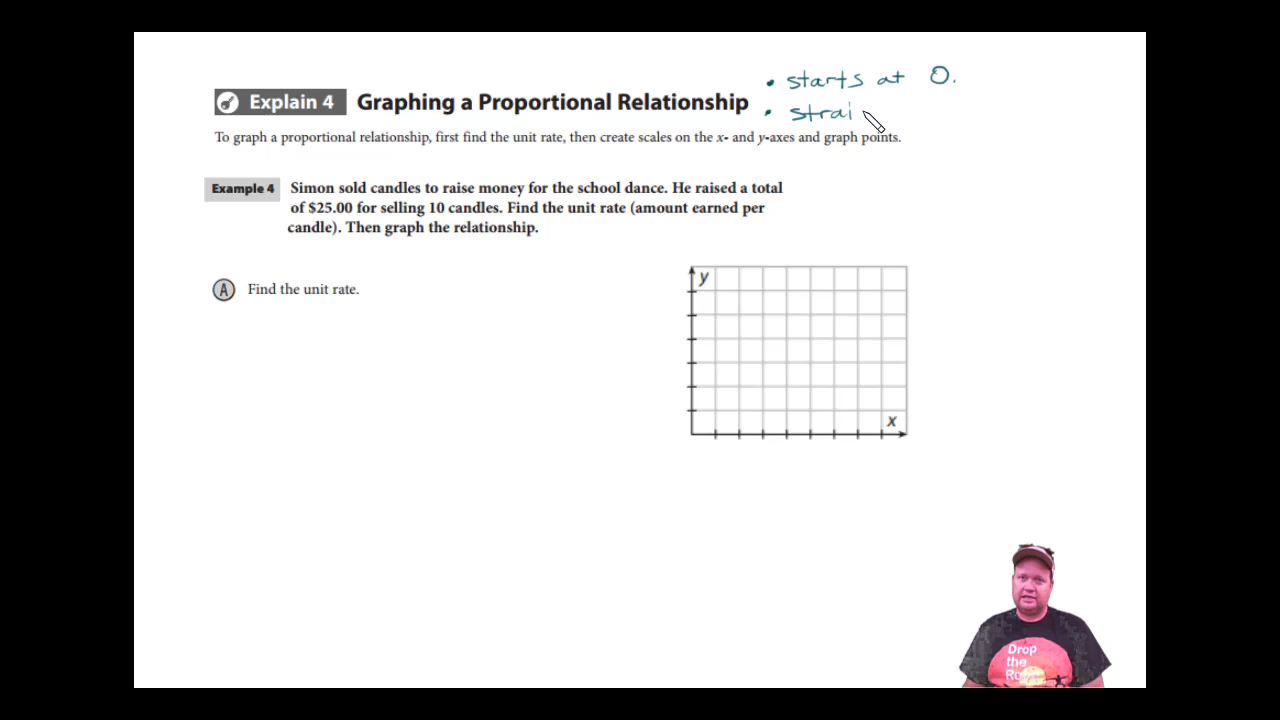 • starts at 0.
Explain 4 Graphing a Proportional Relationship
• strai
To graph a proportional relationship, first find the unit rate, then create scales on the x- and y-axes and graph points.
Example 4 Simon sold candles to raise money for the school dance. He raised a total
of $25.00 for selling 10 candles. Find the unit rate (amount earned per
candle). Then graph the relationship.
A Find the unit rate.
y
x
Drop
the